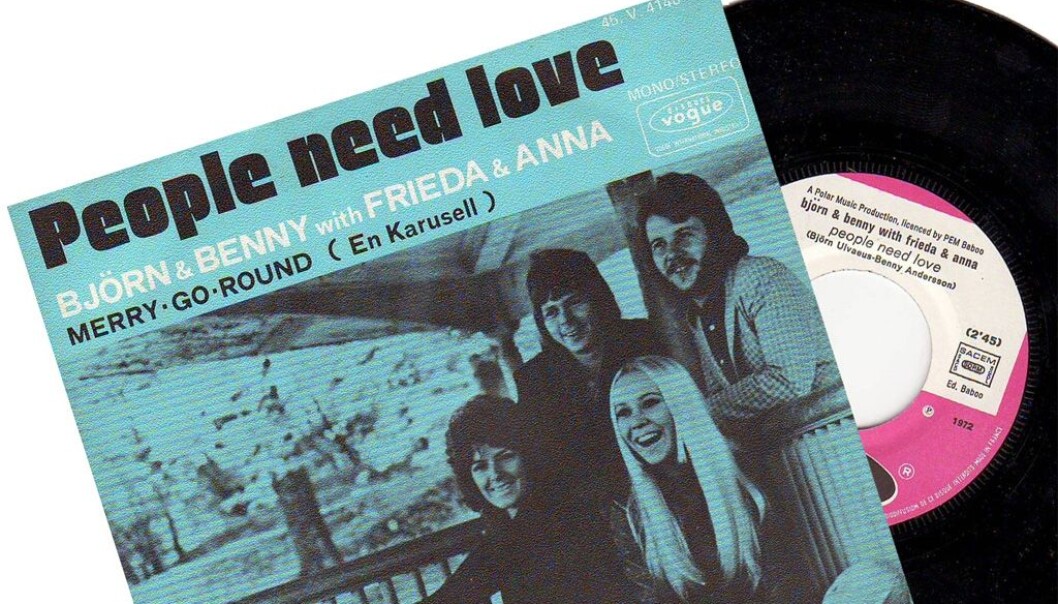 45. V. 4140
People need love
MONO/STEREO
vogue
BJÖRN & BENNY with FRIEDA & ANNA
MERRY·GO·ROUND ( En Karusell )
A Polar Music Production, licenced by PEM Baboo
björn & benny with frieda & anna
people need love
(Björn Ulvaeus-Benny Andersson)
(2'45)
SACEM
Ed. Baboo
P
1972
R